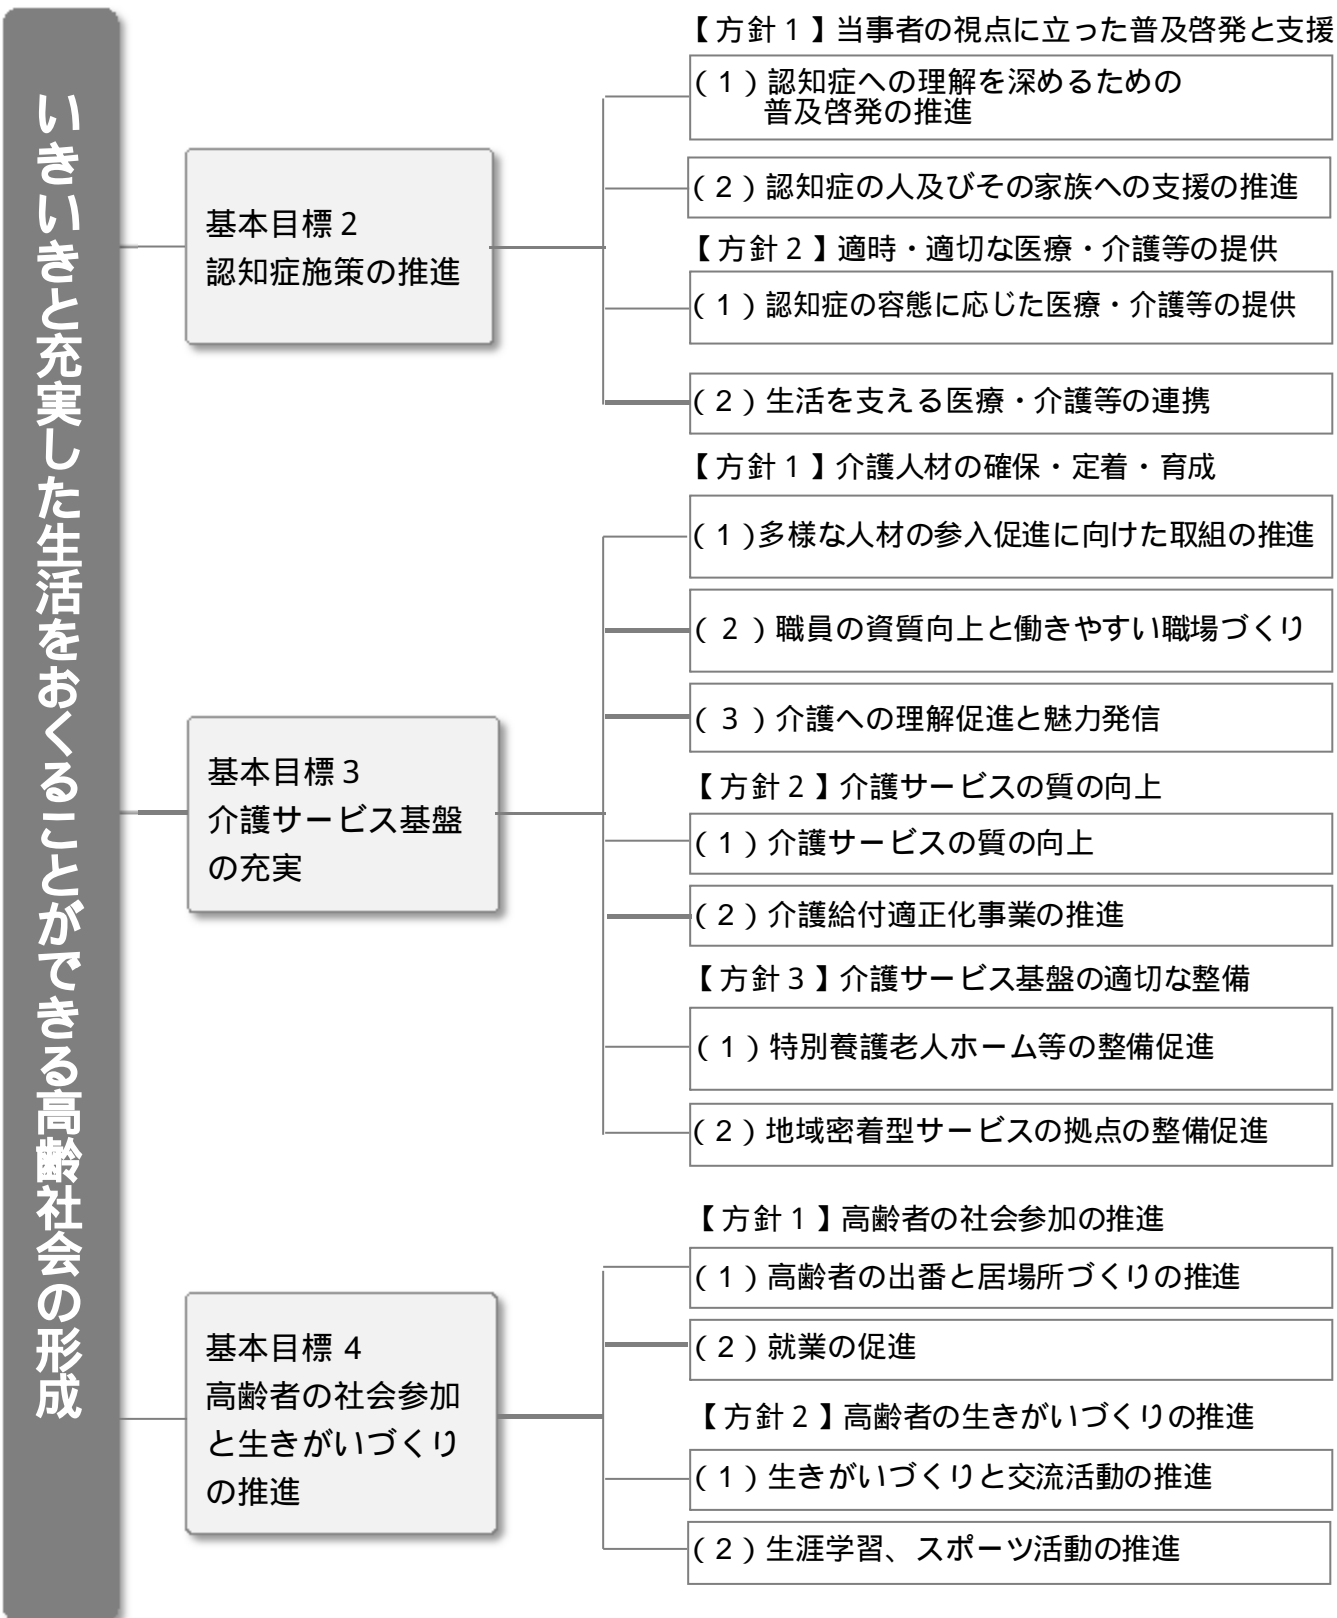 いきいきと充実した生活をおくることができる高齢社会の形成
基本目標２
認知症施策の推進
【方針１】当事者の視点に立った普及啓発と支援
（１）認知症への理解を深めるための
普及啓発の推進
（２）認知症の人及びその家族への支援の推進
【方針２】適時・適切な医療・介護等の提供
（１）認知症の容態に応じた医療・介護等の提供
（２）生活を支える医療・介護等の連携
基本目標３
介護サービス基盤
の充実
【方針１】介護人材の確保・定着・育成
（１）多様な人材の参入促進に向けた取組の推進
（２）職員の資質向上と働きやすい職場づくり
（３）介護への理解促進と魅力発信
【方針２】介護サービスの質の向上
（１）介護サービスの質の向上
（２）介護給付適正化事業の推進
【方針３】介護サービス基盤の適切な整備
（１）特別養護老人ホーム等の整備促進
（２）地域密着型サービスの拠点の整備促進
基本目標 4
高齢者の社会参加
と生きがいづくり
の推進
【方針１】高齢者の社会参加の推進
（１）高齢者の出番と居場所づくりの推進
（２）就業の促進
【方針２】高齢者の生きがいづくりの推進
（１）生きがいづくりと交流活動の推進
（２）生涯学習、スポーツ活動の推進